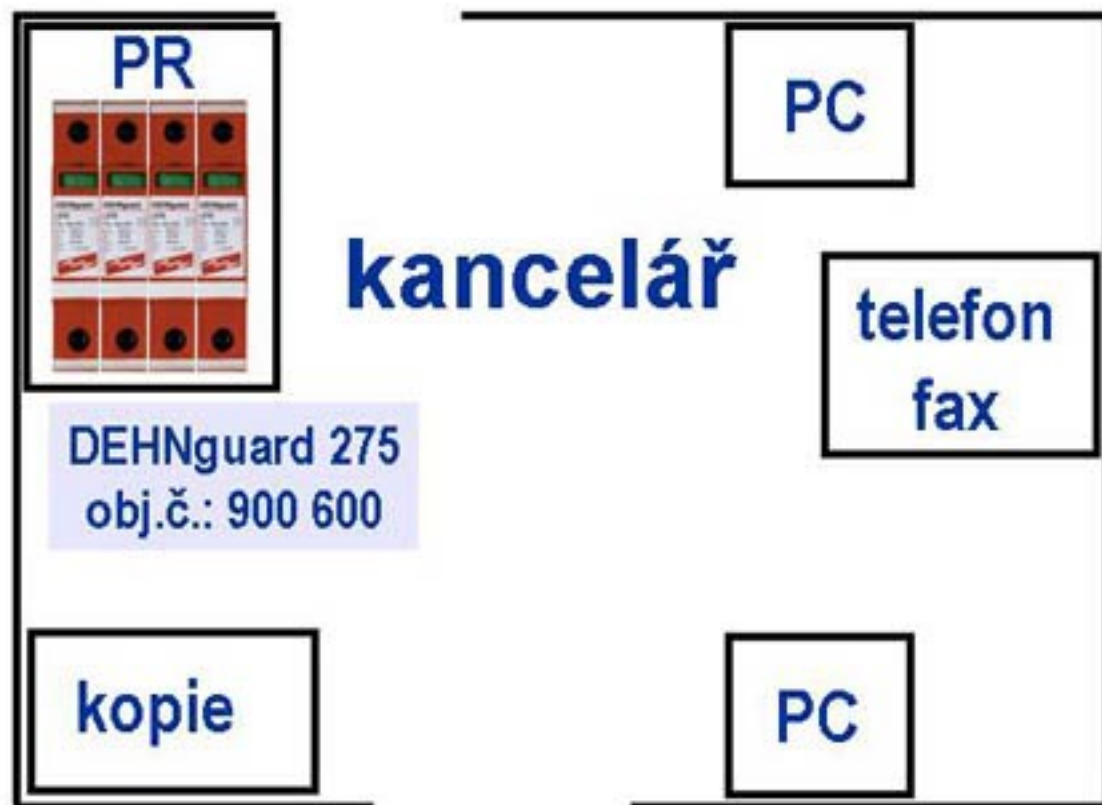 PR
PC
kancelář
telefon
fax
DEHNguard 275
obj.č.: 900 600
kopie
PC